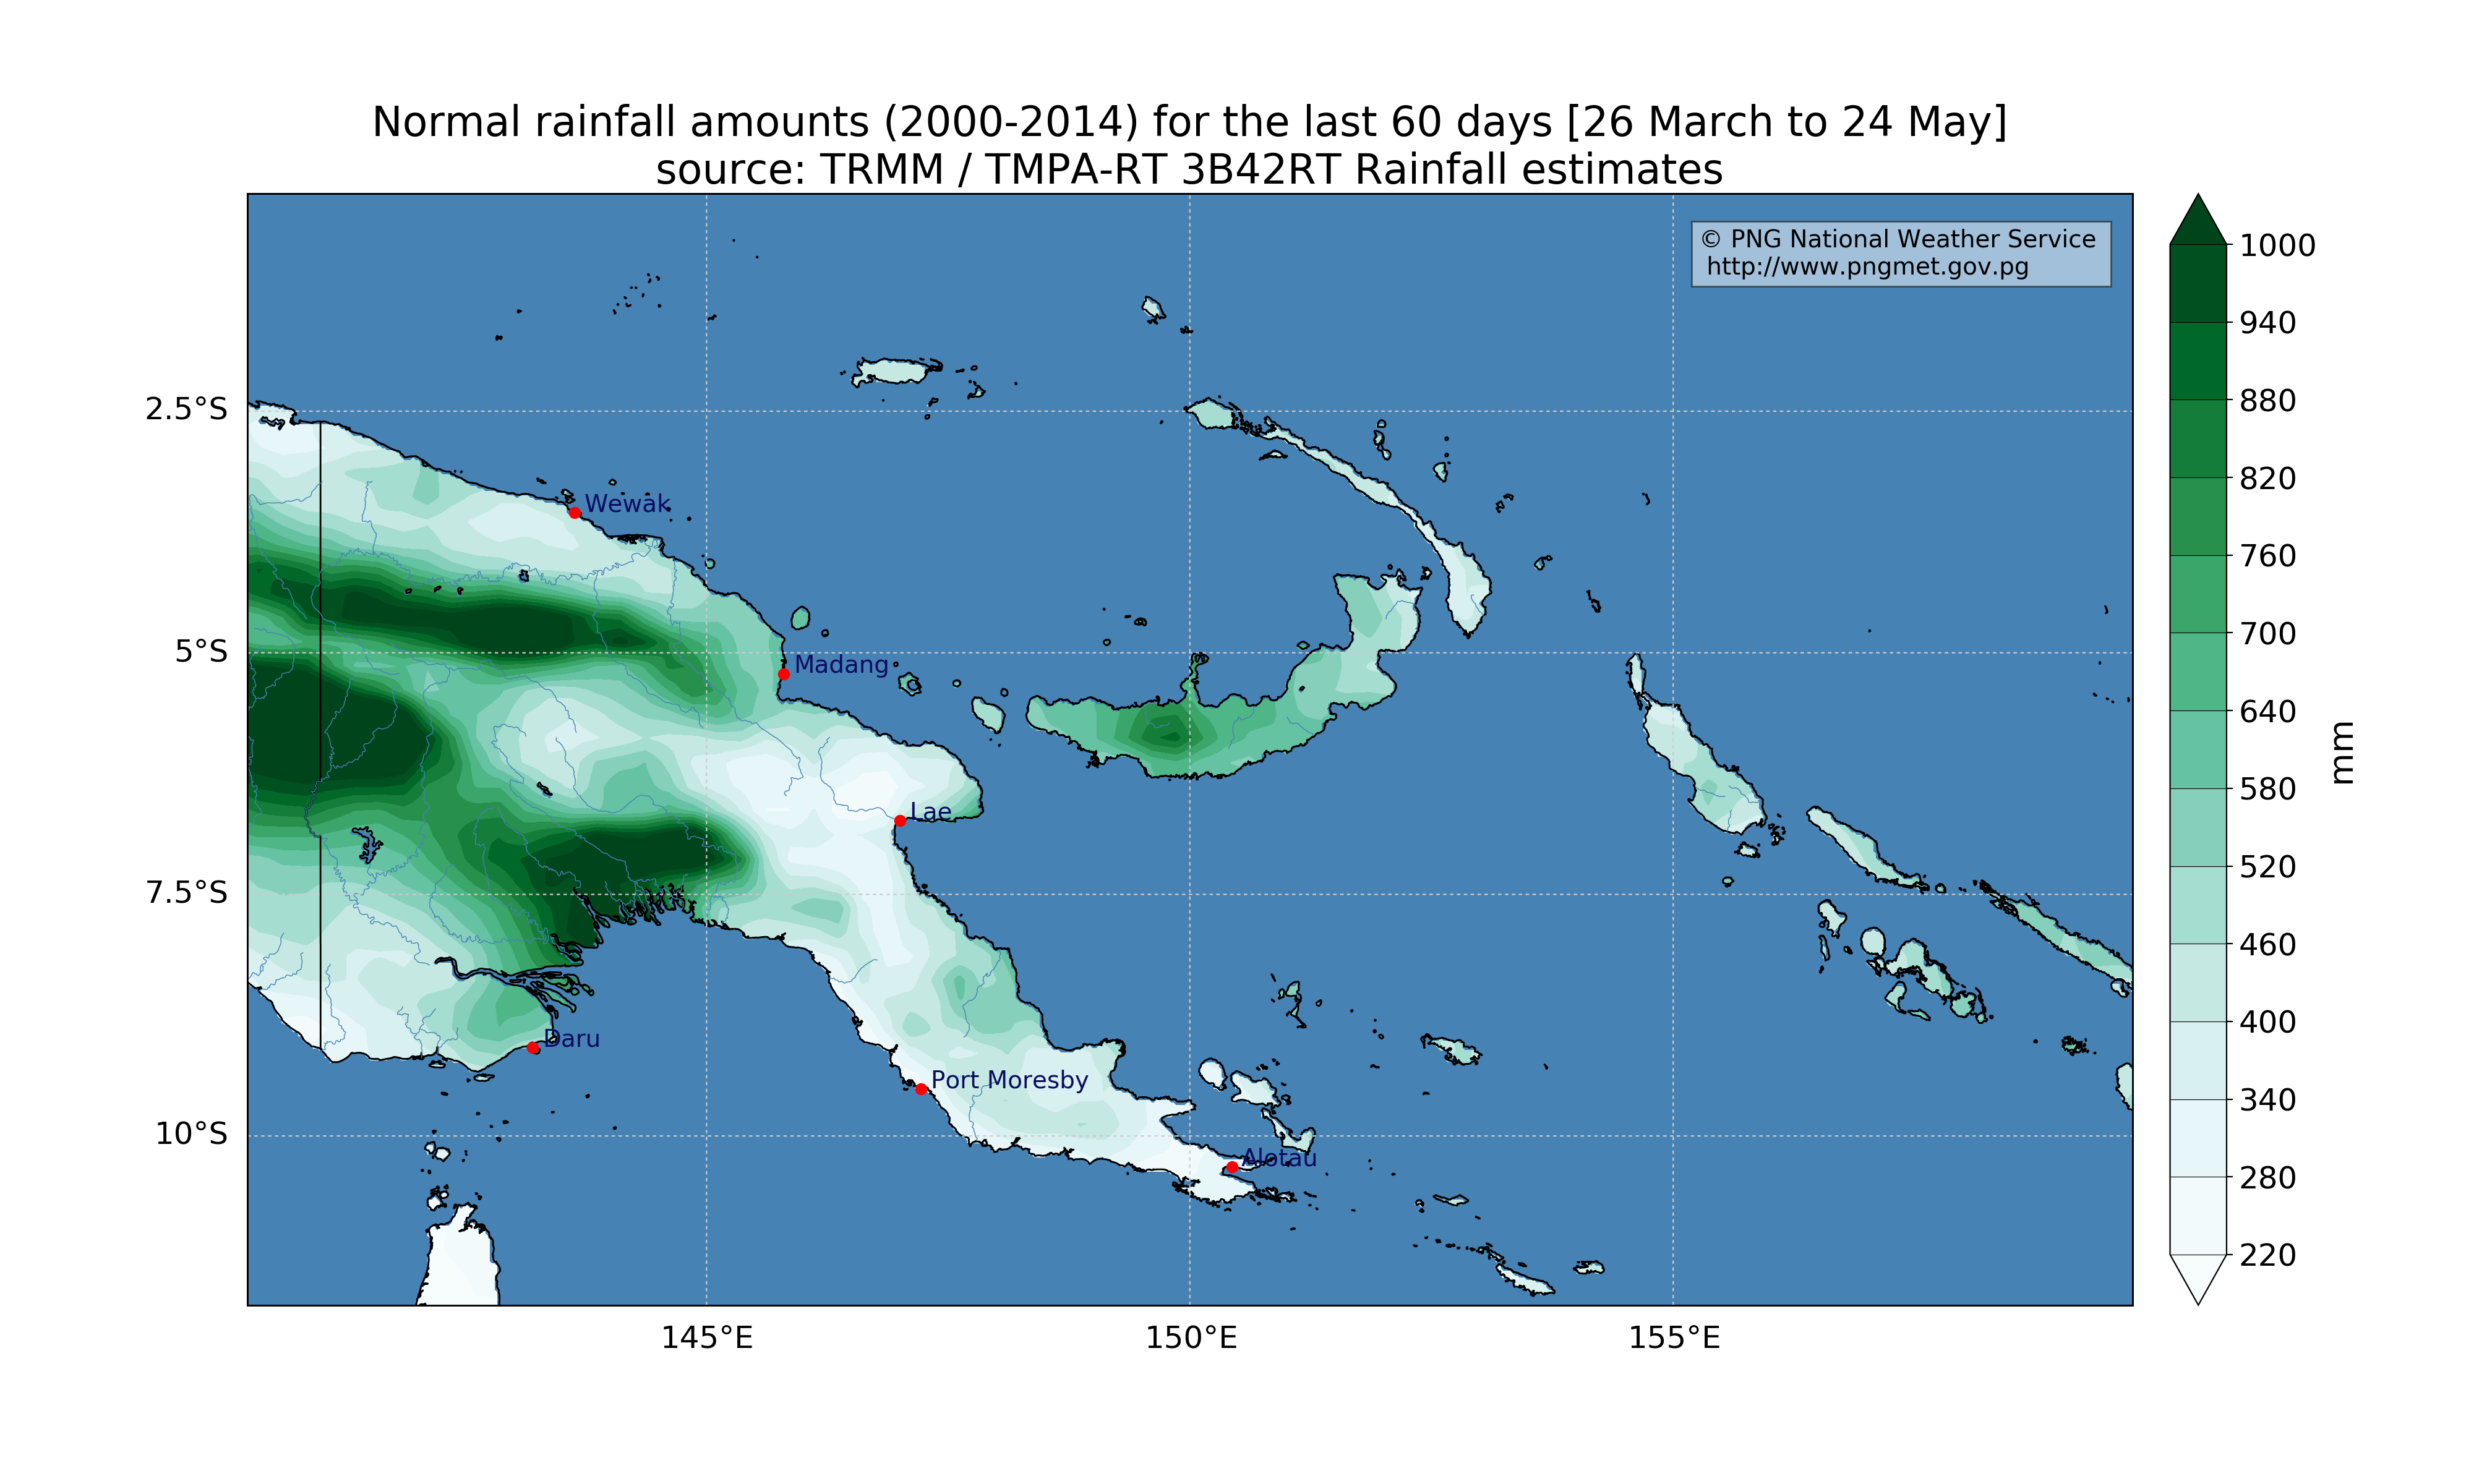 Normal rainfall amounts (2000-2014) for the last 60 days [26 March to 24 May]
source: TRMM / TMPA-RT 3B42RT Rainfall estimates
© PNG National Weather Service
http://www.pngmet.gov.pg
1000
940
880
820
760
700
640
580
520
460
400
340
280
220
mm
2.5°S
5°S
7.5°S
10°S
Wewak
Madang
Lae
Daru
Port Moresby
Alotau
145°E
150°E
155°E